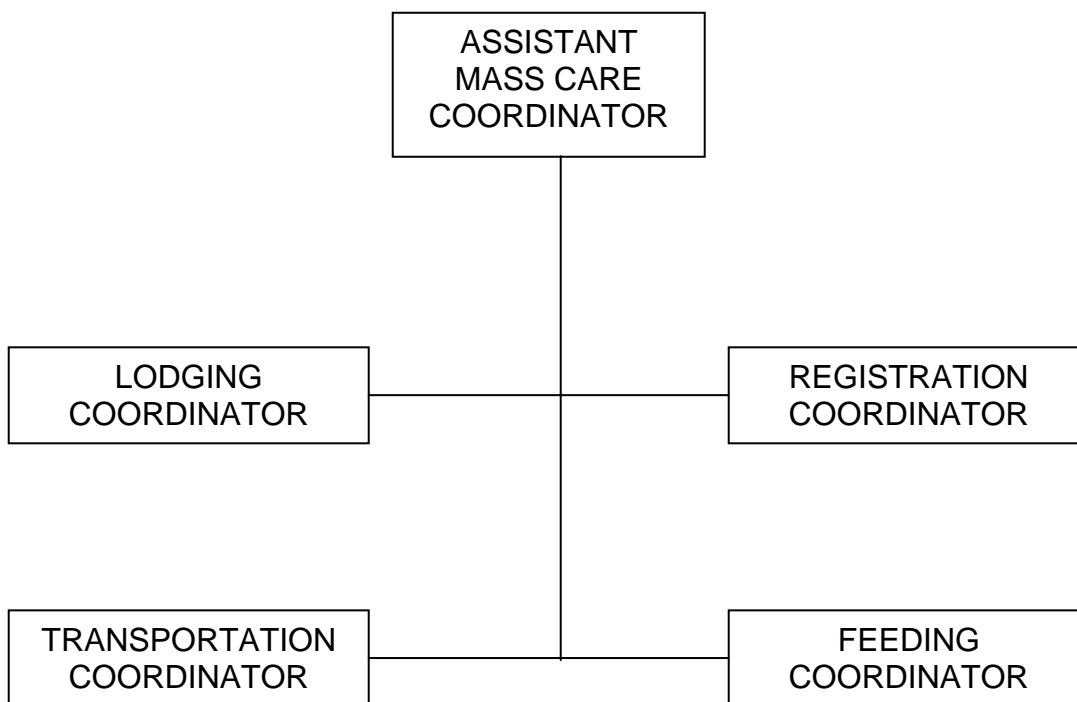 ASSISTANT
MASS CARE
COORDINATOR
LODGING
COORDINATOR
REGISTRATION
COORDINATOR
TRANSPORTATION
COORDINATOR
FEEDING
COORDINATOR